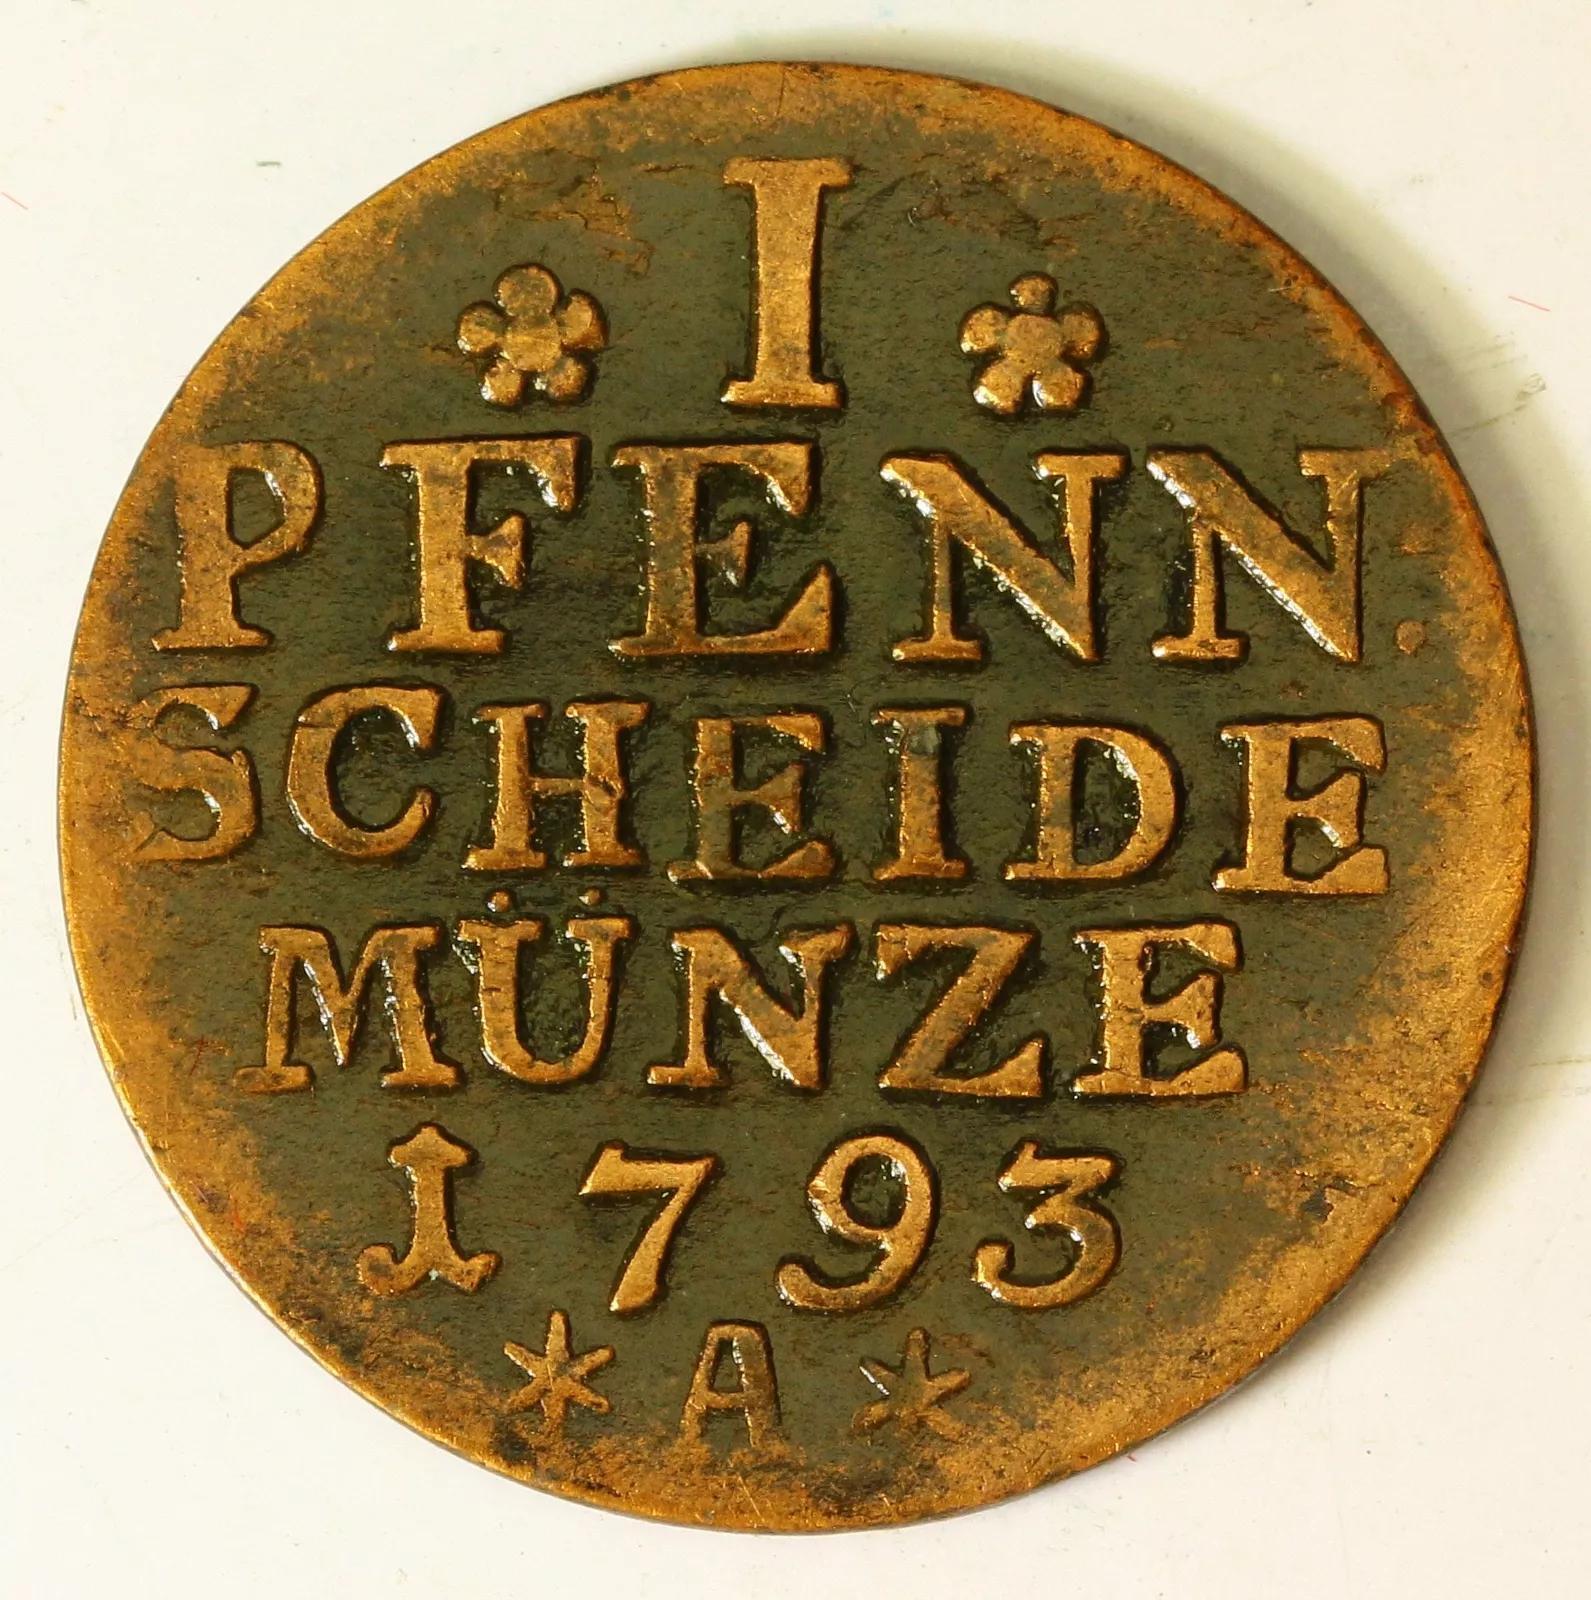 I
PFENN.
SCHEIDE
MÜNZE
1793
* A *